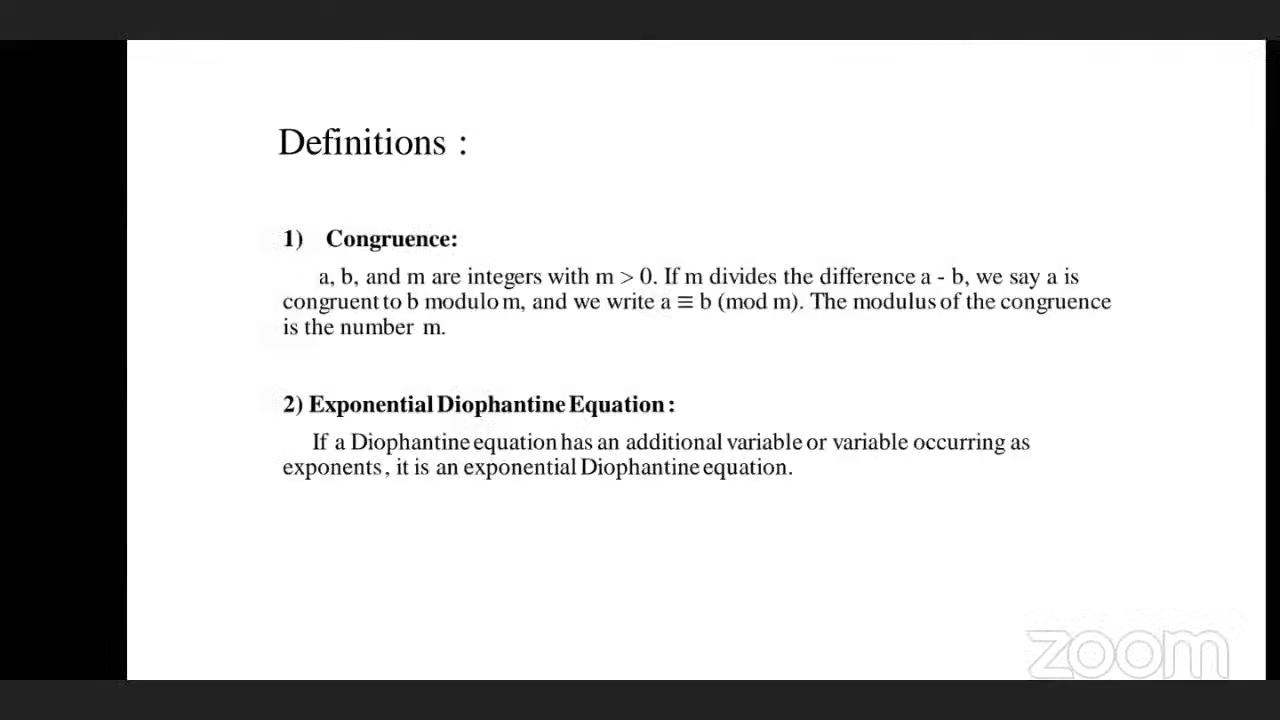 Definitions :
1) Congruence:
a, b, and m are integers with m > 0. If m divides the difference a - b, we say a is
congruent to b modulo m, and we write a ≡ b (mod m). The modulus of the congruence
is the number m.
2) Exponential Diophantine Equation :
If a Diophantine equation has an additional variable or variable occurring as
exponents, it is an exponential Diophantine equation.
zoom